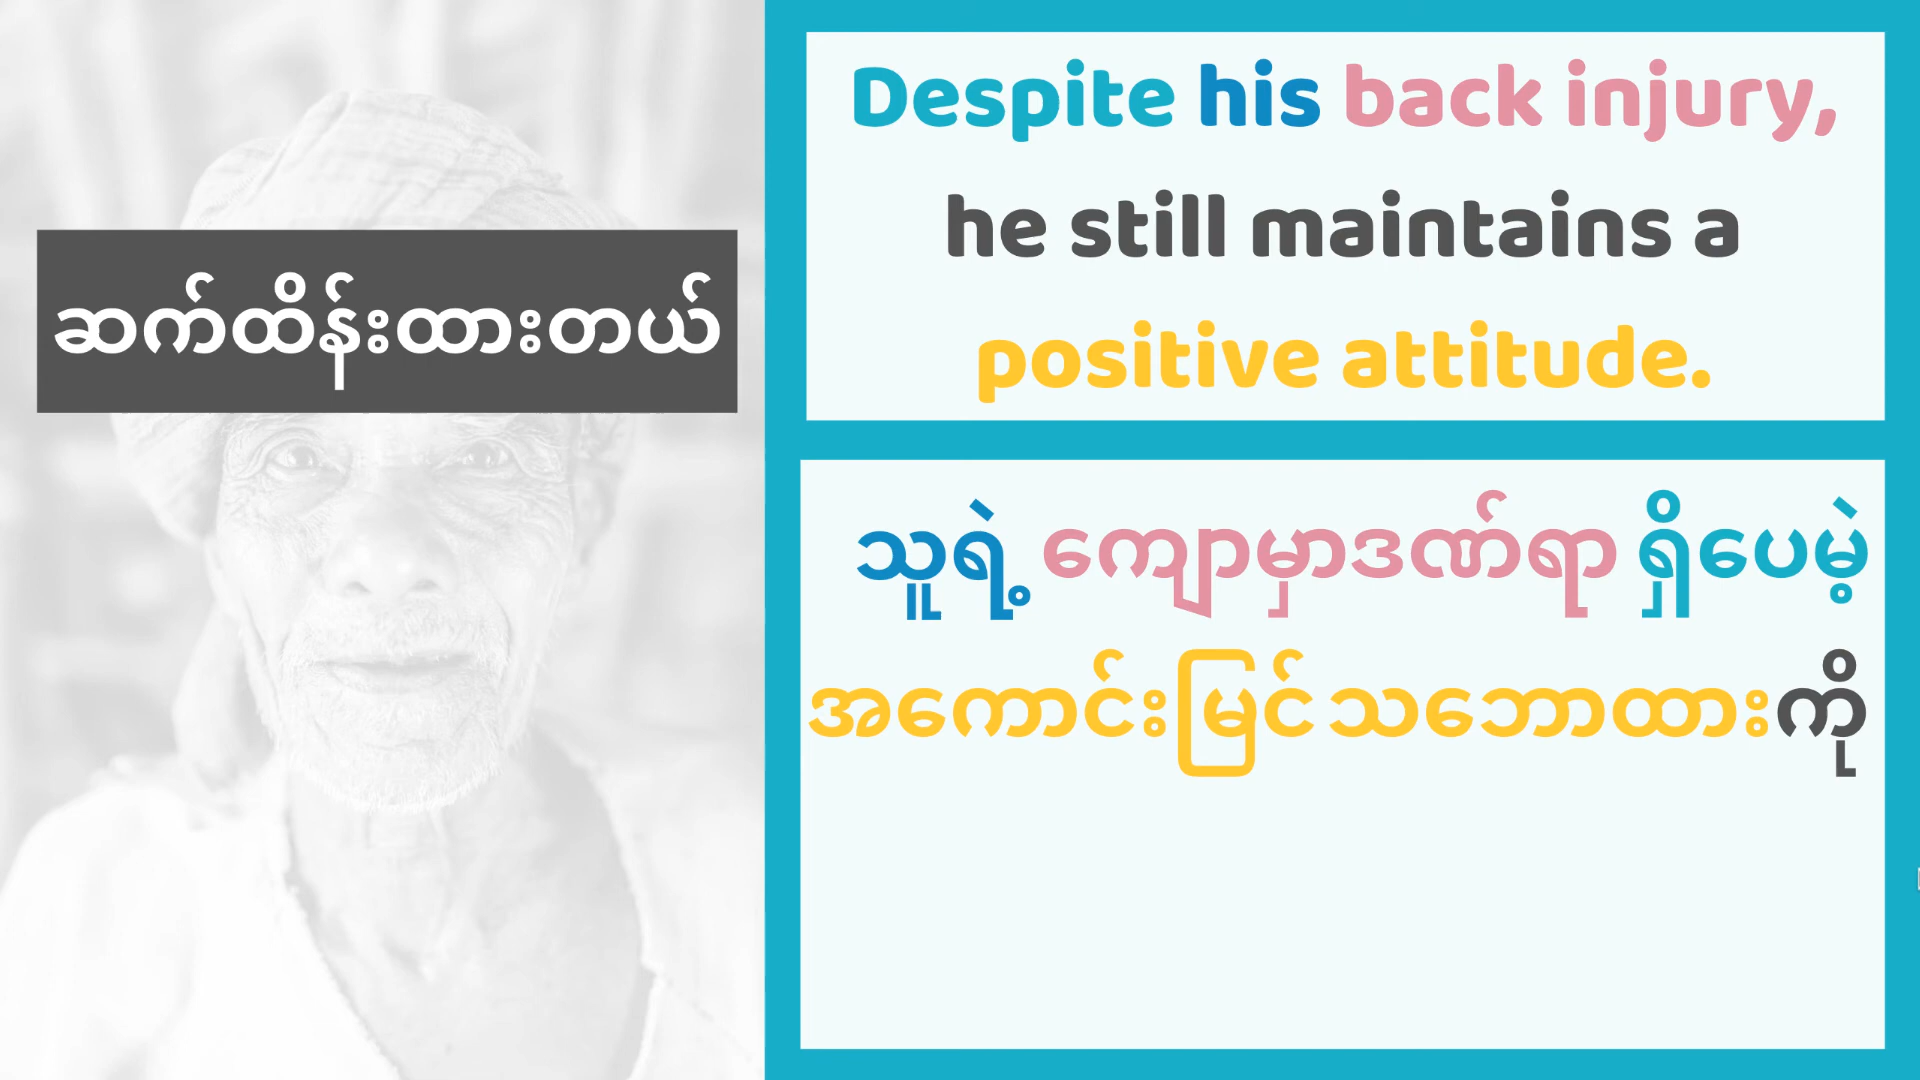 ဆက်ထိန်းထားတယ်
Despite his back injury,
he still maintains a
positive attitude.
သူရဲ့ ကျောမှာဒဏ်ရာ ရှိပေမဲ့
အကောင်းမြင်သဘောထားကို